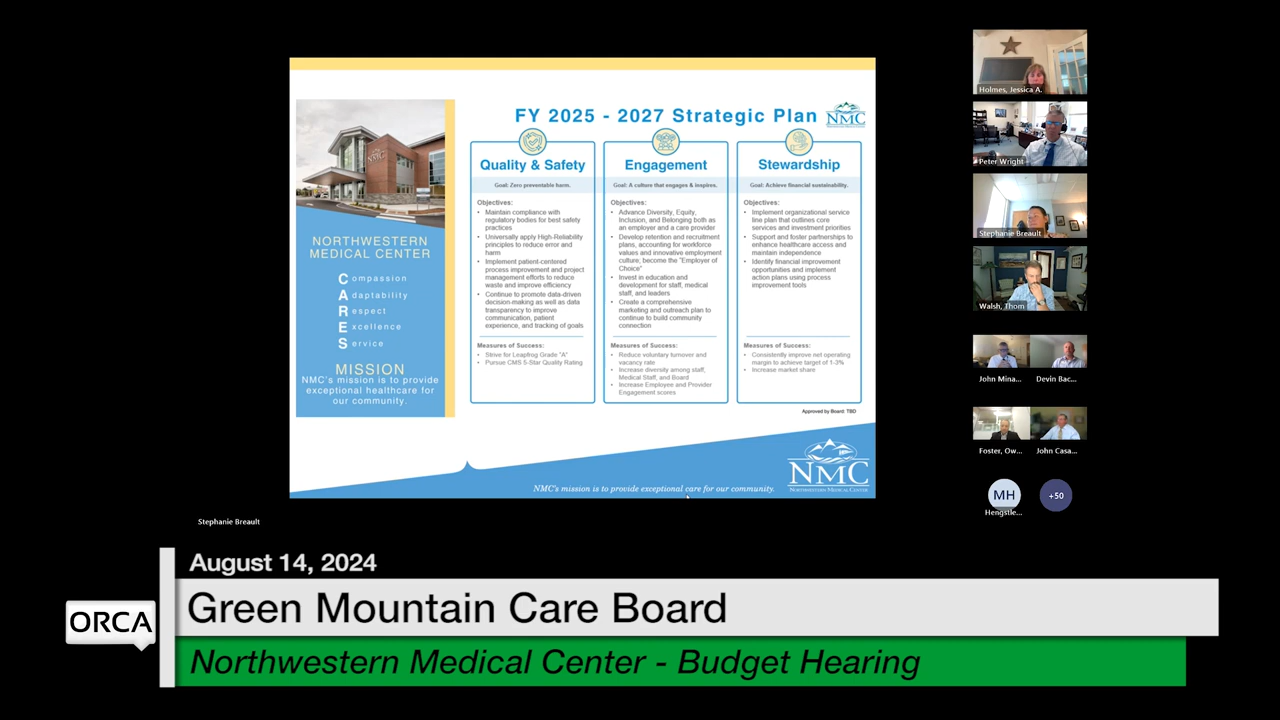 FY 2025 - 2027 Strategic Plan
NMC
NORTHWESTERN
MEDICAL CENTER
Compassion
Adaptability
Respect
Excellence
Service
MISSION
NMC's mission is to provide
exceptional healthcare for
our community.
Quality & Safety
Goal: Zero preventable harm.
Objectives:
• Maintain compliance with
regulatory bodies for best safety
practices
• Universally apply High-Reliability
principles to reduce error and
harm
• Implement patient-centered
process improvement and project
management efforts to reduce
waste and improve efficiency
• Continue to promote data-driven
decision-making as well as data
transparency to improve
communication, patient
experience, and tracking of goals
Measures of Success:
• Strive for Leapfrog Grade "A"
• Pursue CMS 5-Star Quality Rating
Engagement
Goal: A culture that engages & inspires.
Objectives:
• Advance Diversity, Equity,
Inclusion, and Belonging both as
an employer and a care provider
• Develop retention and recruitment
plans, accounting for workforce
values and innovative employment
culture; become the "Employer of
Choice"
• Invest in education and
development for staff, medical
staff, and leaders
• Create a comprehensive
marketing and outreach plan to
continue to build community
connection
Measures of Success:
• Reduce voluntary turnover and
vacancy rate
• Increase diversity among staff,
Medical Staff, and Board
• Increase Employee and Provider
Engagement scores
Stewardship
Goal: Achieve financial sustainability.
Objectives:
• Implement organizational service
line plan that outlines core
services and investment priorities
• Support and foster partnerships to
enhance healthcare access and
maintain independence
• Identify financial improvement
opportunities and implement
action plans using process
improvement tools
Measures of Success:
• Consistently improve net operating
margin to achieve target of 1-3%
• Increase market share
Approved by Board: TBD
NMC's mission is to provide exceptional care for our community.
NMC
NORTHWESTERN MEDICAL CENTER
Holmes, Jessica A.
Peter Wright
Stephanie Breault
Walsh, Thom
John Mina...
Devin Bac...
Foster, Ow...
John Casa...
MH
+50
Hengstle...
Stephanie Breault
August 14, 2024
ORCA
Green Mountain Care Board
Northwestern Medical Center - Budget Hearing